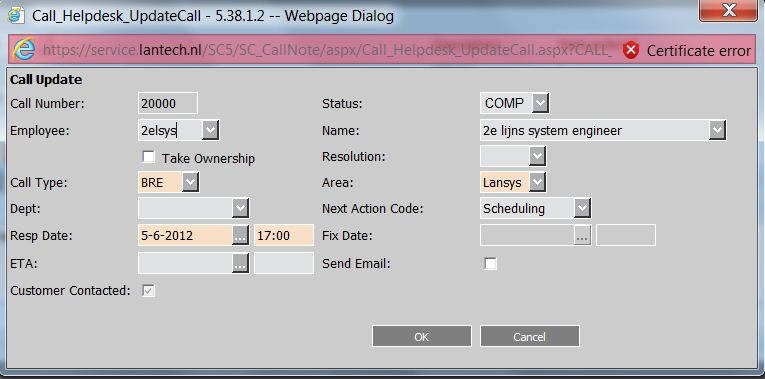 Call_Helpdesk_UpdateCall - 5.38.1.2 -- Webpage Dialog
https://service.lantech.nl/SC5/SC_CallNote/aspx/Call_Helpdesk_UpdateCall.aspx?CALL_ Certificate error
Call Update
Call Number: 20000 Status: COMP
Employee: 2elsys Name: 2e lijns system engineer
Take Ownership Resolution:
Call Type: BRE Area: Lansys
Dept: Next Action Code: Scheduling
Resp Date: 5-6-2012 ... 17:00 Fix Date: ...
ETA: ... Send Email:
Customer Contacted:
OK Cancel